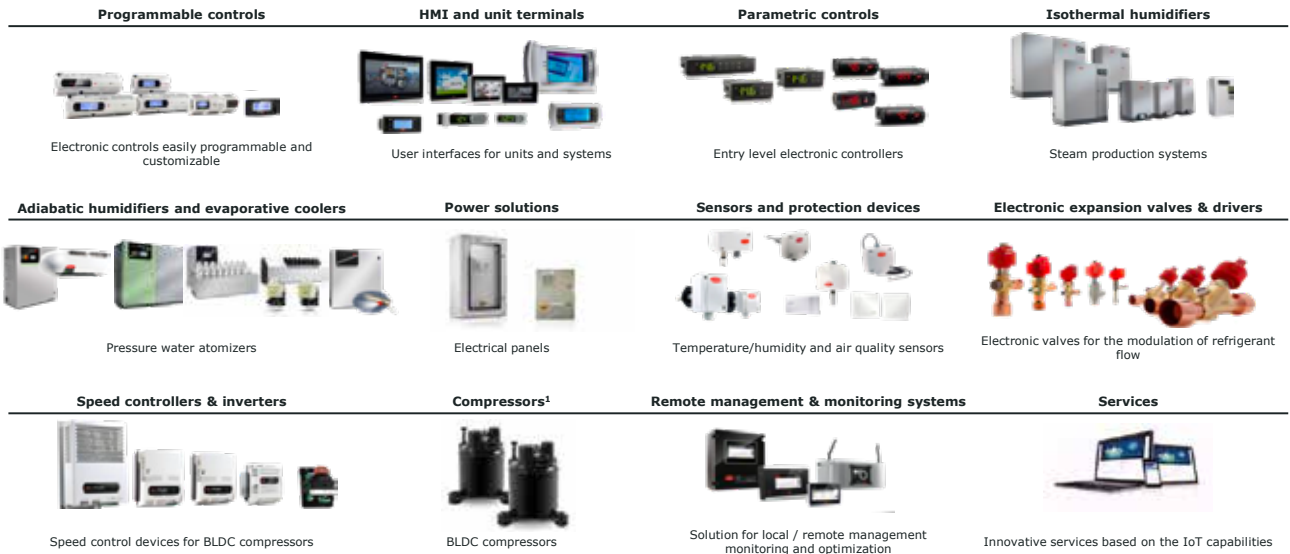 Programmable controls
HMI and unit terminals
Parametric controls
Isothermal humidifiers
Electronic controls easily programmable and
customizable
User interfaces for units and systems
Entry level electronic controllers
Steam production systems
Adiabatic humidifiers and evaporative coolers
Power solutions
Sensors and protection devices
Electronic expansion valves & drivers
Pressure water atomizers
Electrical panels
Temperature/humidity and air quality sensors
Electronic valves for the modulation of refrigerant
flow
Speed controllers & inverters
Compressors¹
Remote management & monitoring systems
Services
Speed control devices for BLDC compressors
BLDC compressors
Solution for local / remote management
monitoring and optimization
Innovative services based on the IoT capabilities